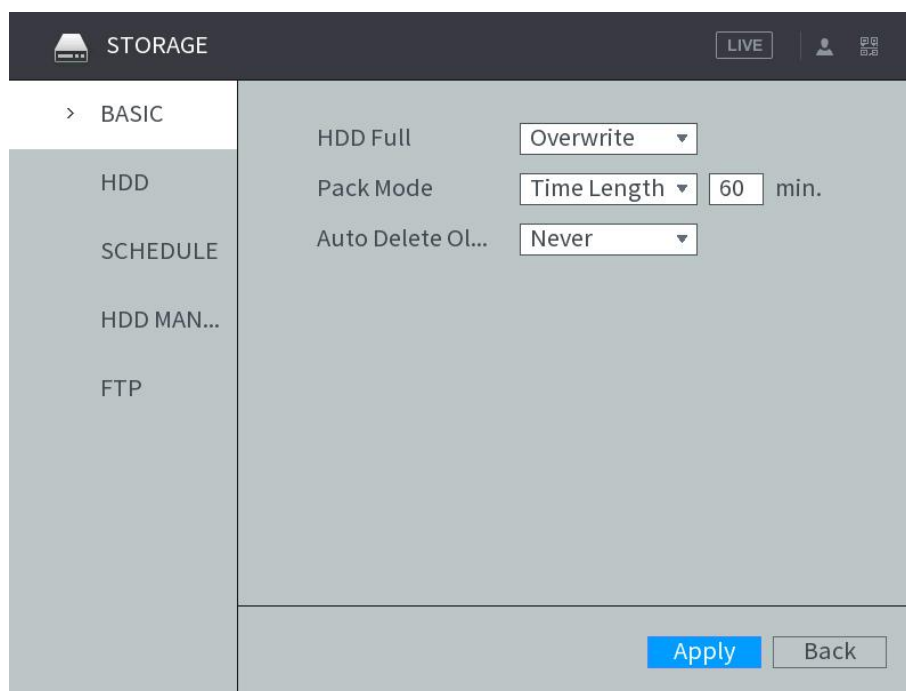 STORAGE LIVE
BASIC
HDD
SCHEDULE
HDD MAN...
FTP
HDD Full Overwrite
Pack Mode Time Length 60 min.
Auto Delete Ol... Never
Apply Back